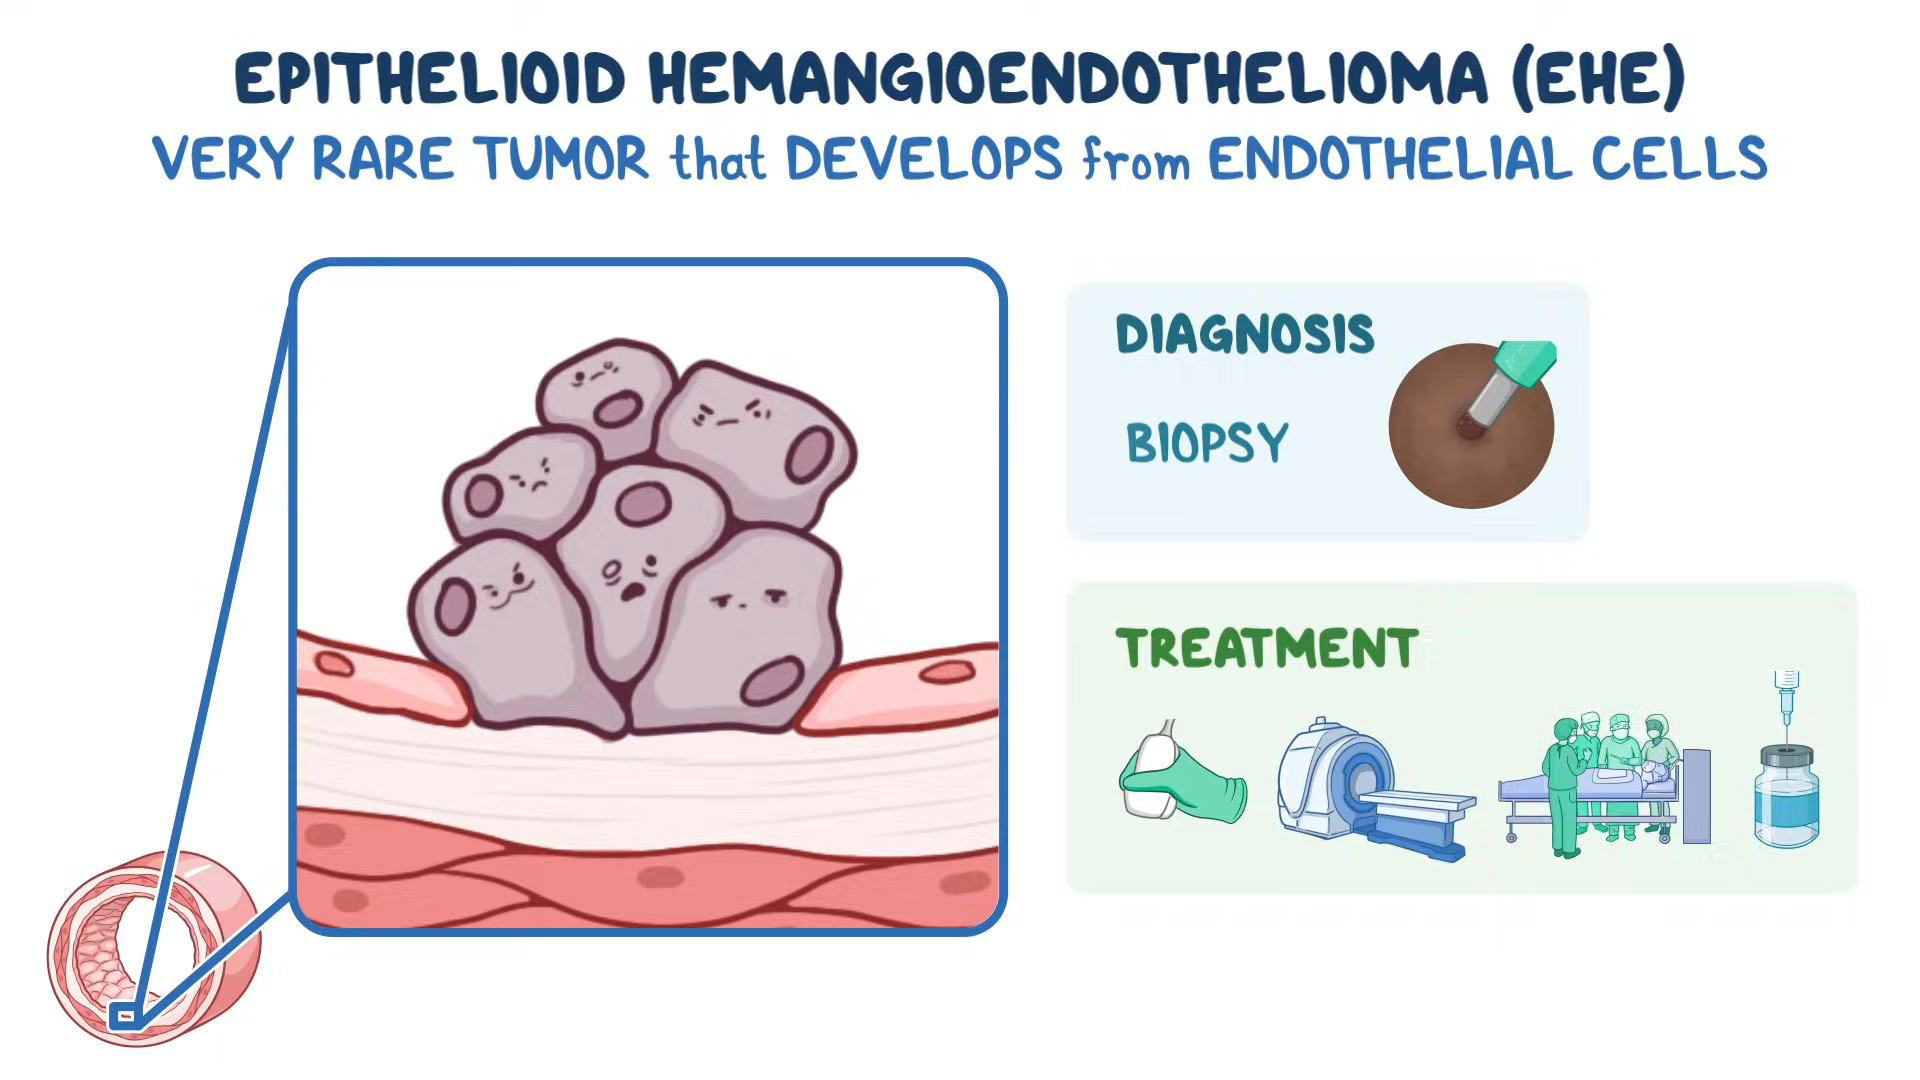 EPITHELIOID HEMANGIOENDOTHELIOMA (EHE)
VERY RARE TUMOR that DEVELOPS from ENDOTHELIAL CELLS
DIAGNOSIS
BIOPSY
TREATMENT